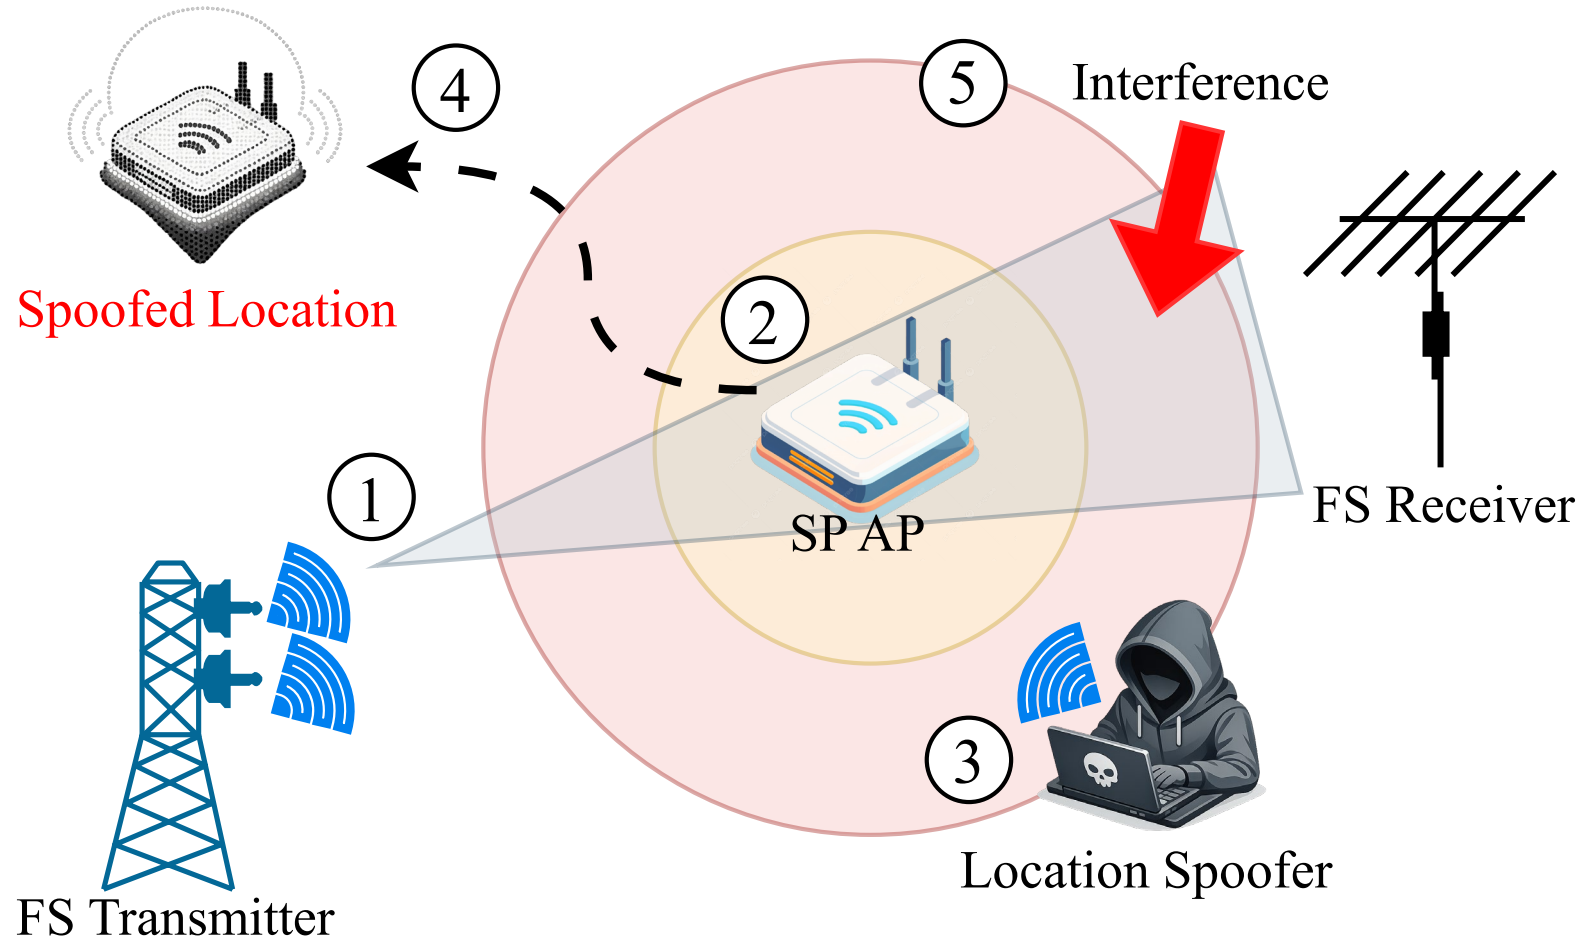 4
5
Interference
Spoofed Location
2
1
SP AP
FS Receiver
3
Location Spoofer
FS Transmitter